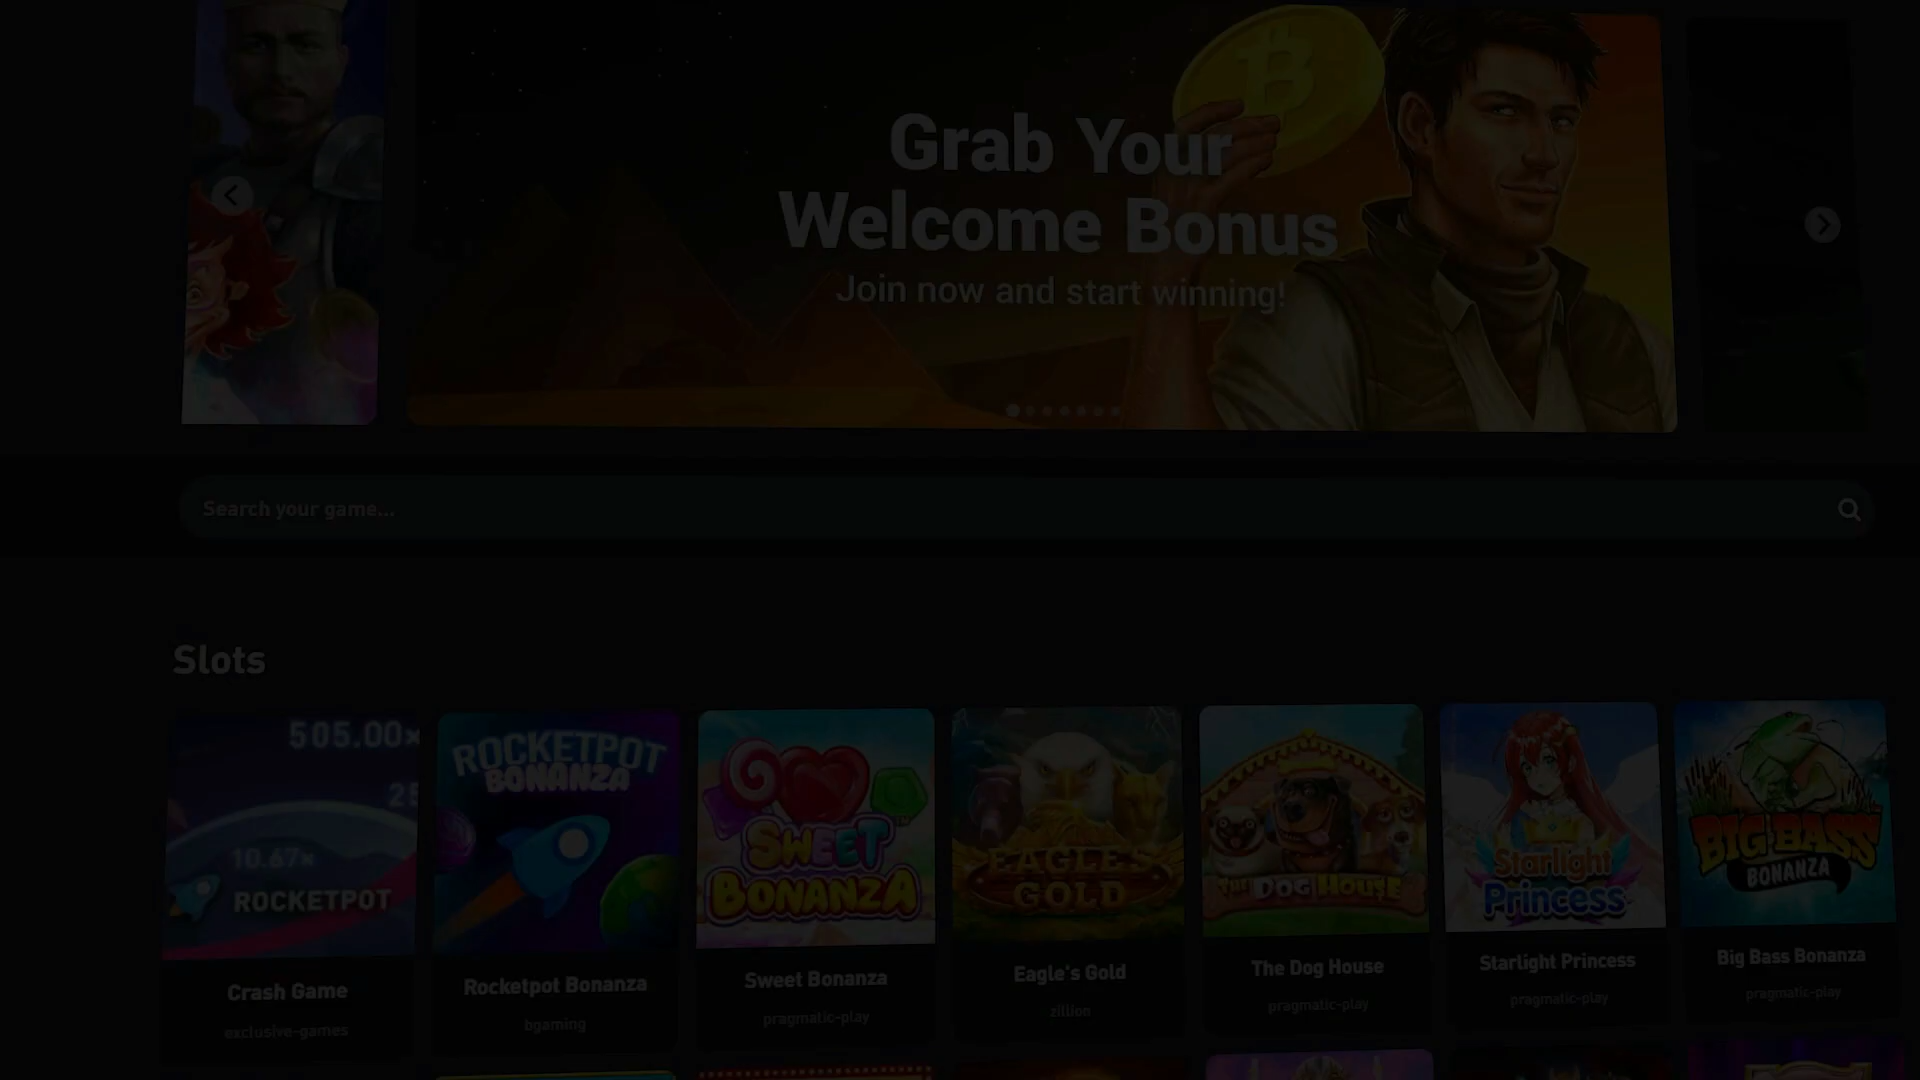 Grab Your
Welcome Bonus
Join now and start winning!
Search your game...
Slots
505.00x
25
10.67x
ROCKETPOT
ROCKETPOT
BONANZA
SWEET
BONANZA
EAGLE'S
GOLD
THE DOG HOUSE
Starlight
Princess
BIG BASS
BONANZA
Crash Game
exclusive-games
Rocketpot Bonanza
bgaming
Sweet Bonanza
pragmatic-play
Eagle's Gold
zillion
The Dog House
pragmatic-play
Starlight Princess
pragmatic-play
Big Bass Bonanza
pragmatic-play